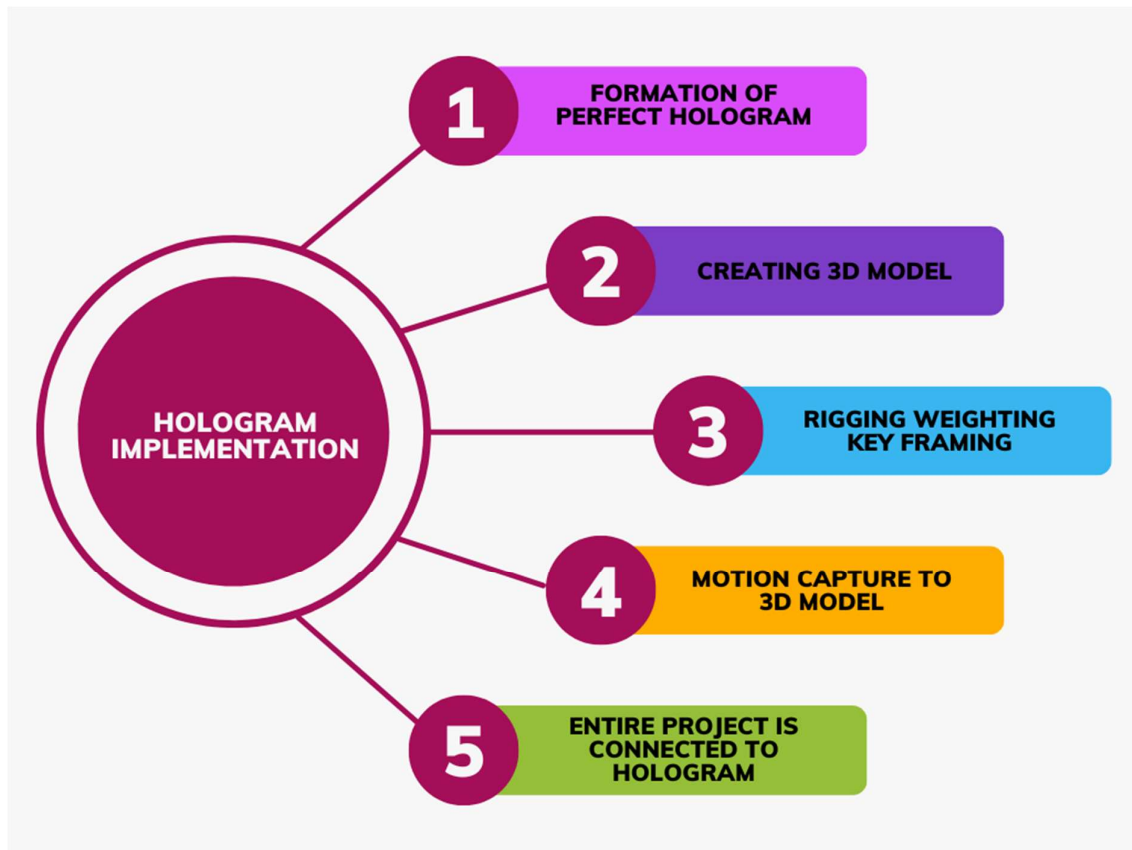 1
FORMATION OF
PERFECT HOLOGRAM
2
CREATING 3D MODEL
HOLOGRAM
IMPLEMENTATION
3
RIGGING WEIGHTING
KEY FRAMING
4
MOTION CAPTURE TO
3D MODEL
5
ENTIRE PROJECT IS
CONNECTED TO
HOLOGRAM